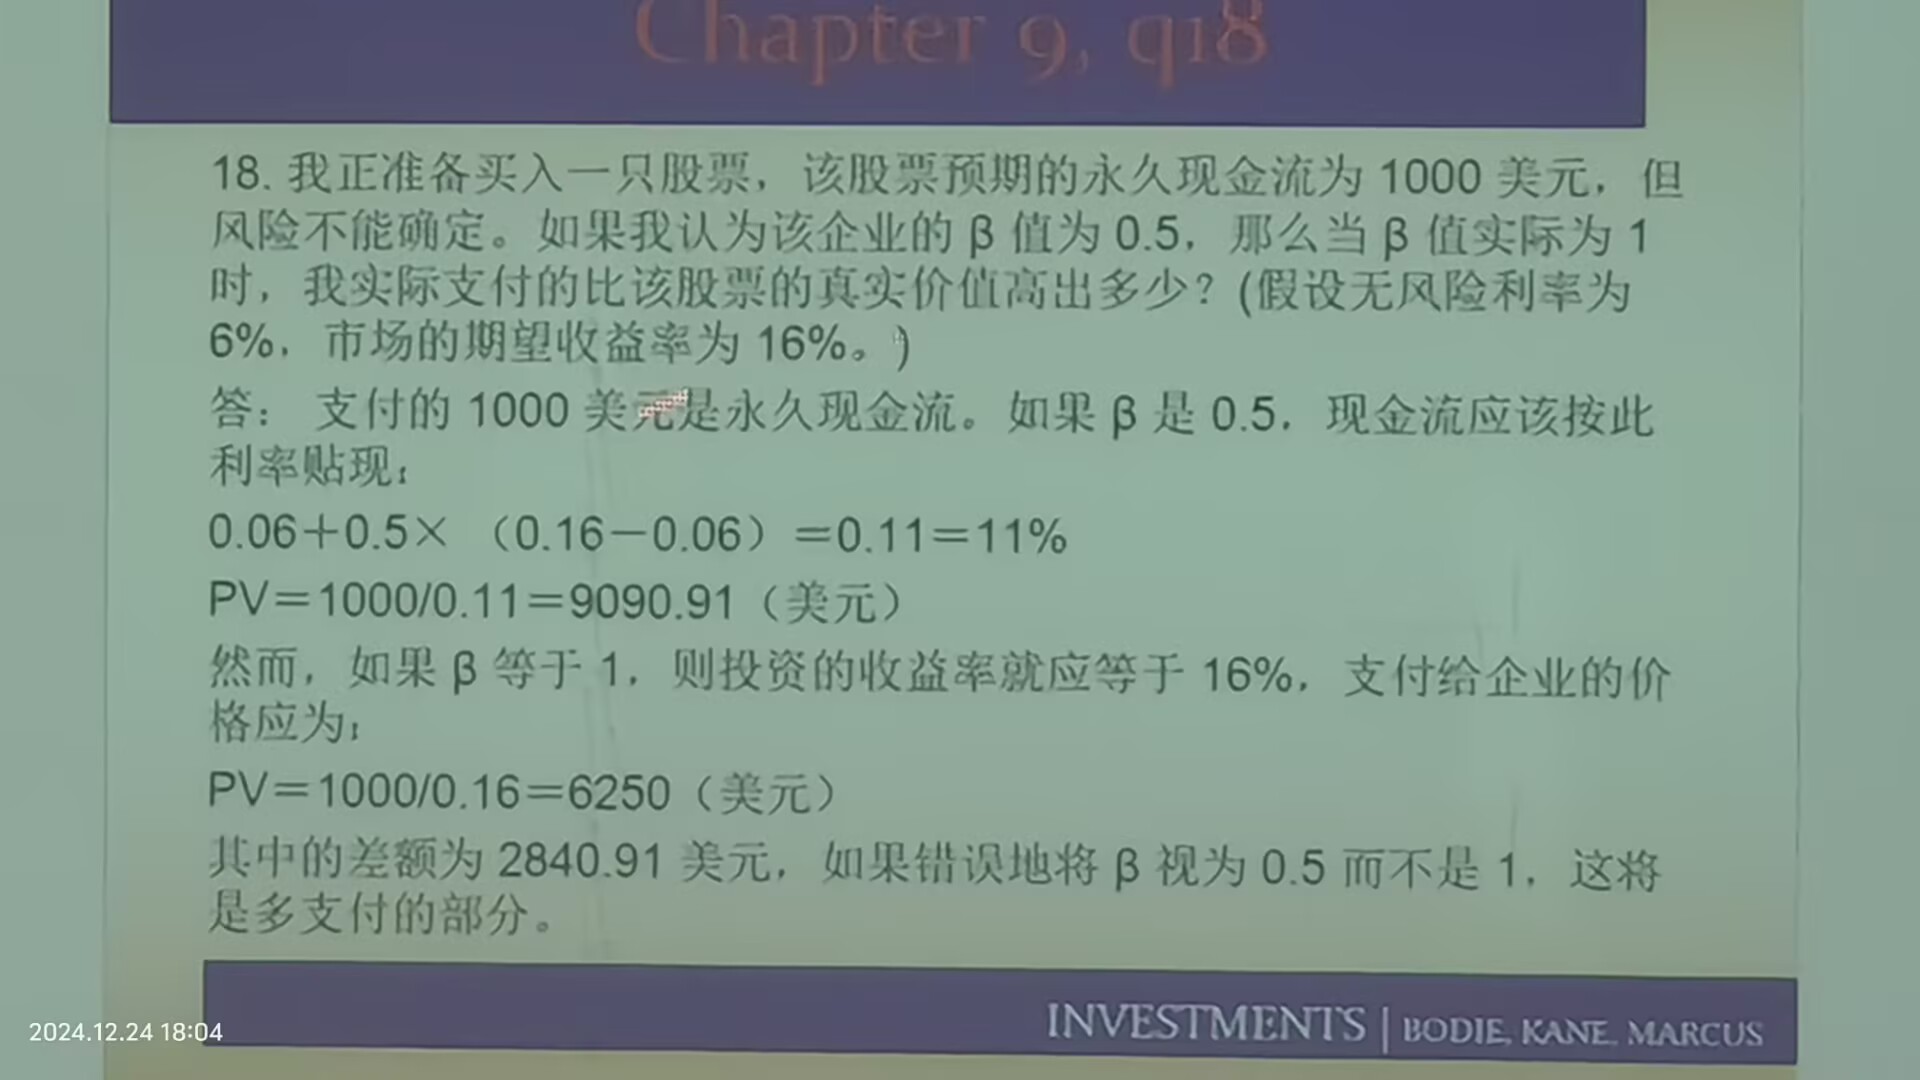 Chapter 9, q18
18. 我正准备买入一只股票，该股票预期的永久现金流为 1000 美元，但
风险不能确定。如果我认为该企业的 β 值为 0.5，那么当 β 值实际为 1
时，我实际支付的比该股票的真实价值高出多少？(假设无风险利率为
6%，市场的期望收益率为 16%。)
答： 支付的 1000 美元是永久现金流。如果 β 是 0.5，现金流应该按此
利率贴现：
0.06＋0.5×（0.16－0.06）＝0.11＝11%
PV＝1000/0.11＝9090.91（美元）
然而，如果 β 等于 1，则投资的收益率就应等于 16%，支付给企业的价
格应为：
PV＝1000/0.16＝6250（美元）
其中的差额为 2840.91 美元，如果错误地将 β 视为 0.5 而不是 1，这将
是多支付的部分。
INVESTMENTS | BODIE, KANE, MARCUS
2024.12.24 18:04